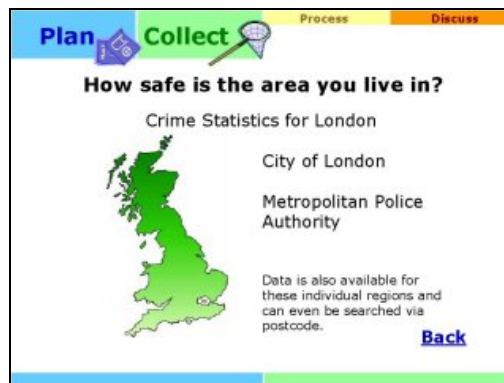 Plan Collect Process Discuss
How safe is the area you live in?
Crime Statistics for London
City of London
Metropolitan Police
Authority
Data is also available for
these individual regions and
can even be searched via
postcode.
Back